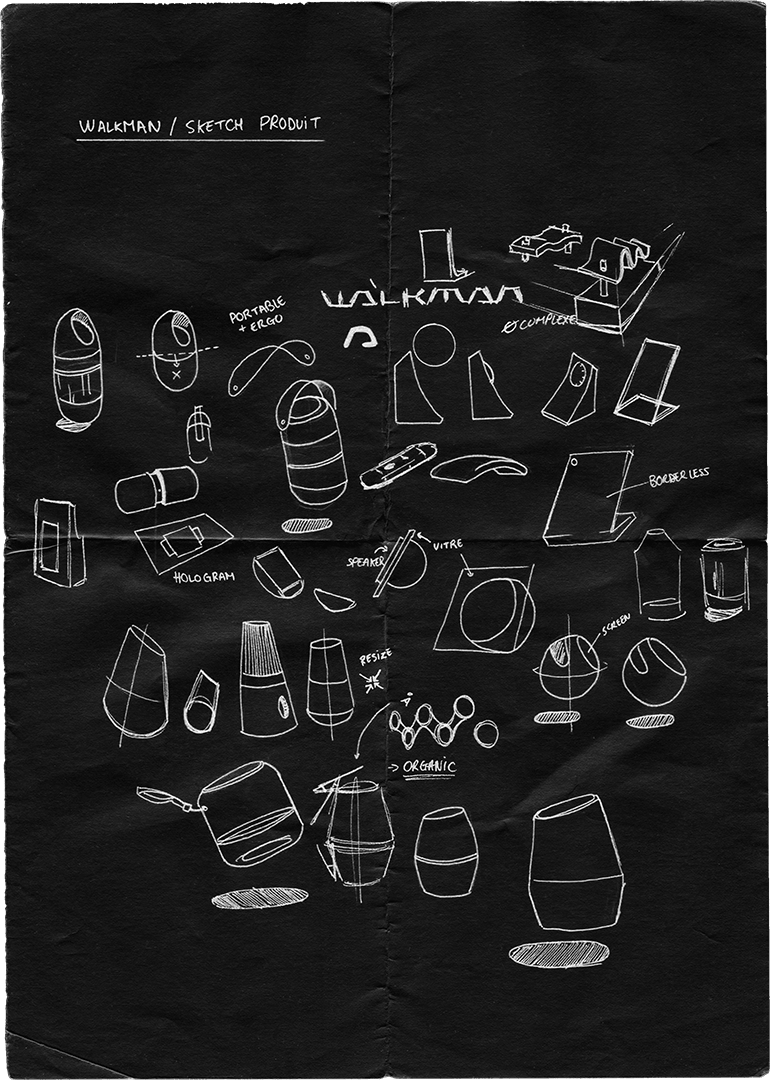 WALKMAN / SKETCH PRODUIT
WALKMAN
PORTABLE
+ ERGO
COMPLEXE
BORDERLESS
VITRE
SPEAKER
HOLOGRAM
SCREEN
RESIZE
→ ORGANIC